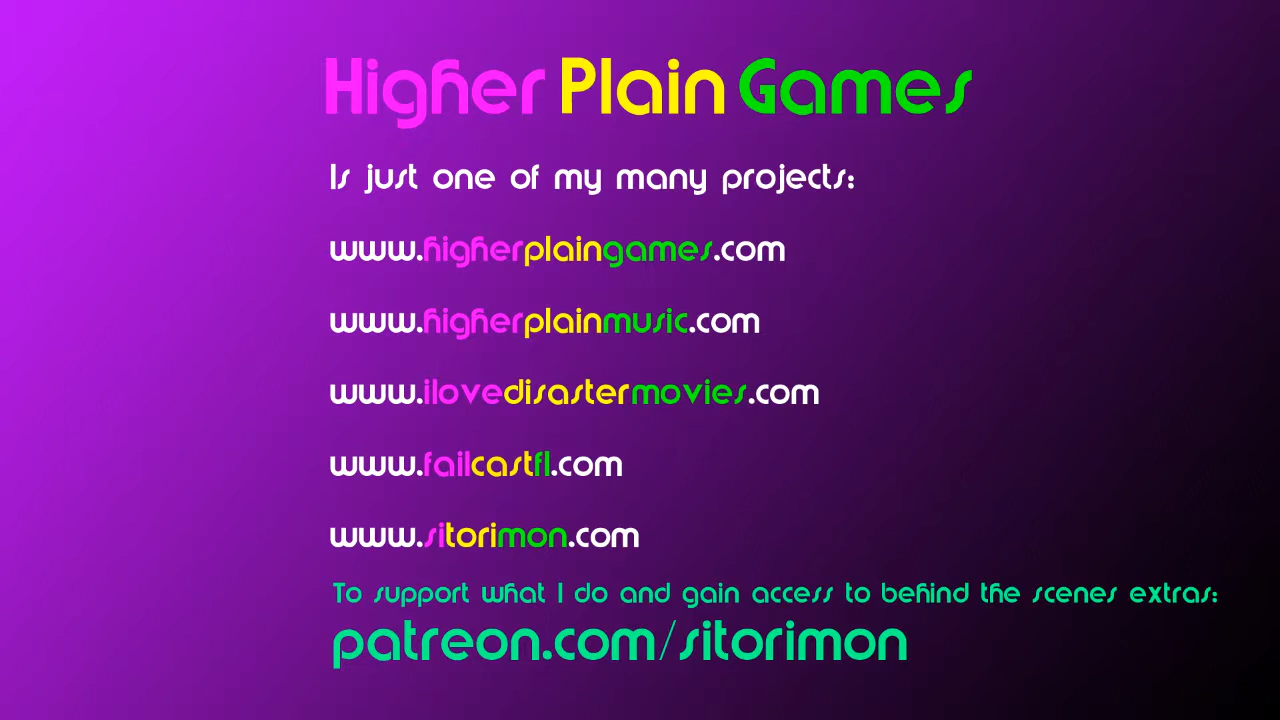 Higher Plain Games
Is just one of my many projects:
www.higherplaingames.com
www.higherplainmusic.com
www.ilovedisastermovies.com
www.failcastfl.com
www.sitorimon.com
To support what I do and gain access to behind the scenes extras:
patreon.com/sitorimon